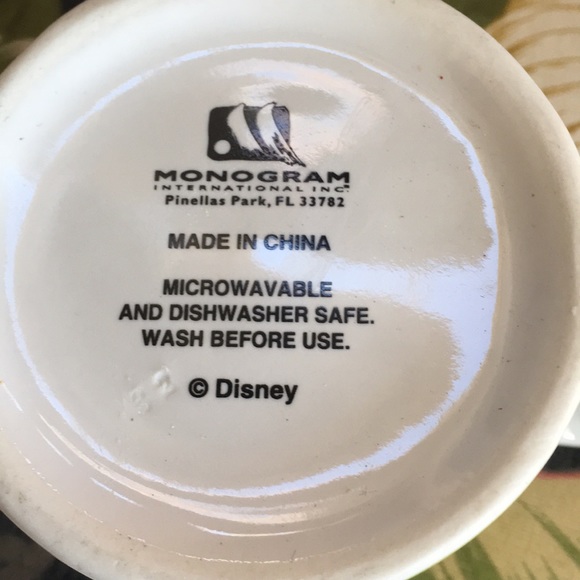 MONOGRAM
INTERNATIONAL INC.
Pinellas Park, FL 33782
MADE IN CHINA
MICROWAVABLE
AND DISHWASHER SAFE.
WASH BEFORE USE.
© Disney